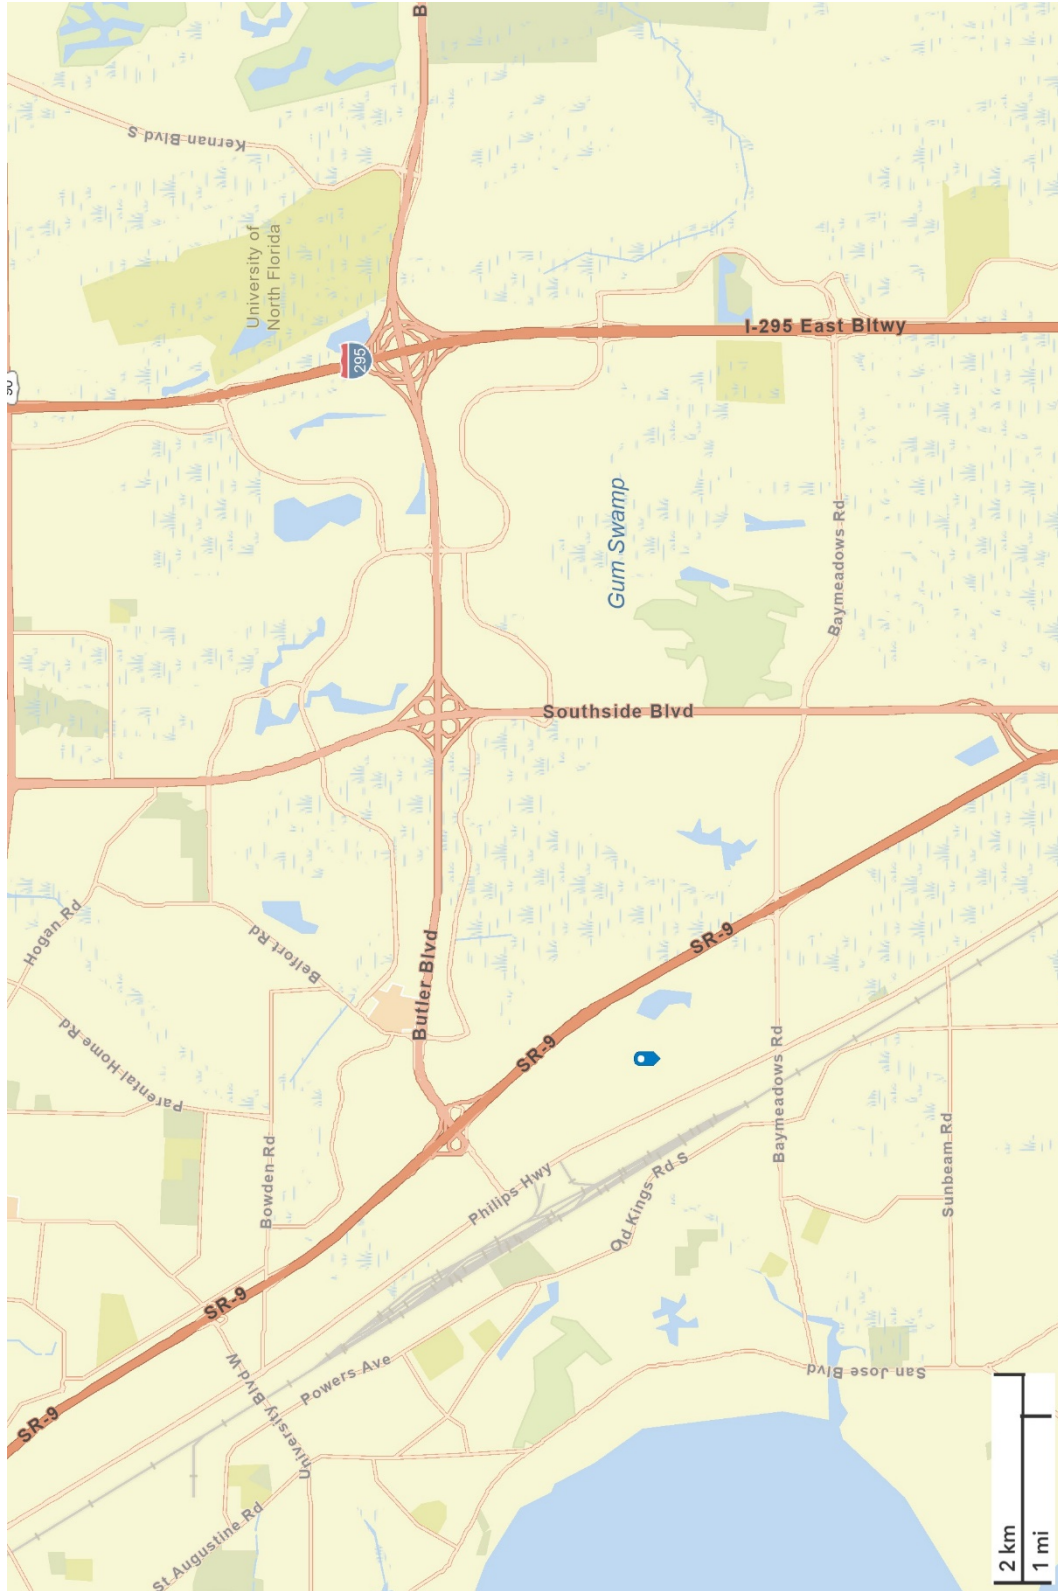 B
Kernan Blvd S
University of
North Florida
295
I-295 East Bltwy
Gum Swamp
Baymeadows Rd
Southside Blvd
Hogan Rd
Belfort Rd
Parental Home Rd
Butler Blvd
SR-9
SR-9
Bowden Rd
Philips Hwy
Old Kings Rd S
Baymeadows Rd
Sunbeam Rd
SR-9
SR-9
University Blvd W
Powers Ave
San Jose Blvd
St Augustine Rd
2 km
1 mi